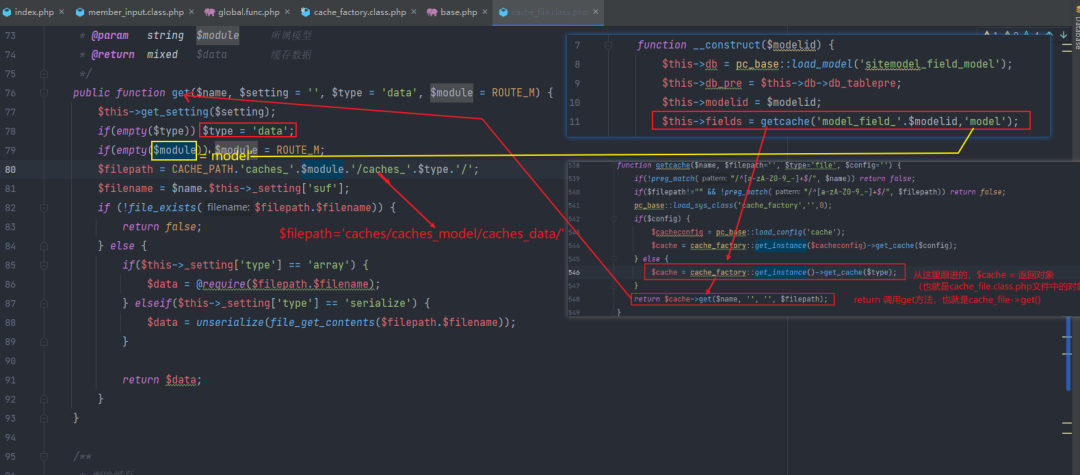 index.php
member_input.class.php
global.func.php
cache_factory.class.php
base.php
cache_file.class.php
73 * @param string $module 所属模型
74 * @return mixed $data 缓存数据
75 */
76 public function get($name, $setting = '', $type = 'data', $module = ROUTE_M) {
77 $this->get_setting($setting);
78 if(empty($type)) $type = 'data';
79 if(empty($module)) $module = ROUTE_M;
= model
80 $filepath = CACHE_PATH.'caches_'.$module.'/caches_'.$type.'/';
81 $filename = $name.$this->_setting['suf'];
82 if (!file_exists( filename: $filepath.$filename)) {
83 return false;
$filepath='caches/caches_model/caches_data/'
84 } else {
85 if($this->_setting['type'] == 'array') {
86 $data = @require($filepath.$filename);
87 } elseif($this->_setting['type'] == 'serialize') {
88 $data = unserialize(file_get_contents($filepath.$filename));
89 }
90
91 return $data;
92 }
93 }
94
95 /**
7 function __construct($modelid) {
8 $this->db = pc_base::load_model('sitemodel_field_model');
9 $this->db_pre = $this->db->db_tablepre;
10 $this->modelid = $modelid;
11 $this->fields = getcache('model_field_'.$modelid,'model');
538 function getcache($name, $filepath='', $type='file', $config='') {
539 if(!preg_match( pattern: "/^[a-zA-Z0-9_-]+$/", $name)) return false;
540 if($filepath!="" && !preg_match( pattern: "/^[a-zA-Z0-9_-]+$/", $filepath)) return false;
541 pc_base::load_sys_class('cache_factory','',0);
542 if($config) {
543 $cacheconfig = pc_base::load_config('cache');
544 $cache = cache_factory::get_instance($cacheconfig)->get_cache($config);
545 } else {
546 $cache = cache_factory::get_instance()->get_cache($type);
从这里跟进的，$cache = 返回对象
547 }
（也就是cache_file.class.php文件中的对
548 return $cache->get($name, '', '', $filepath);
return 调用get方法，也就是cache_file->get()
549 }
Database